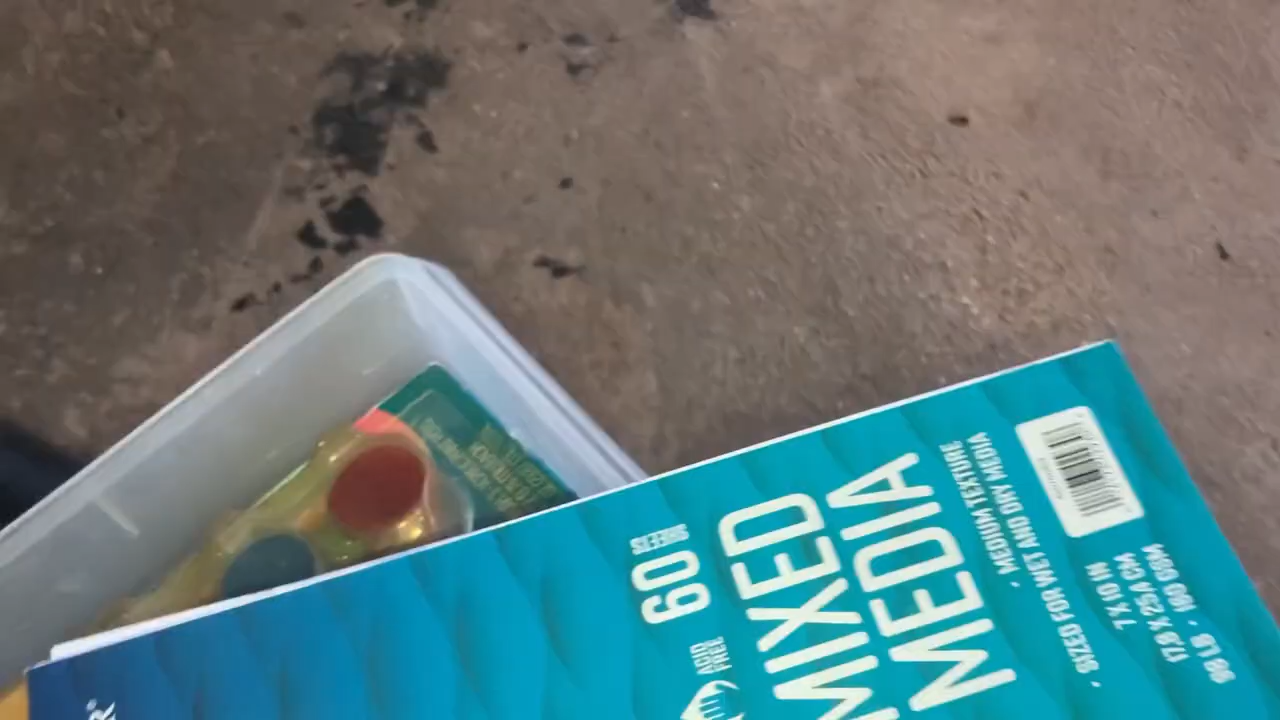 60 SHEETS
ACID
FREE
MIXED
MEDIA
• MEDIUM TEXTURE
• SIZED FOR WET AND DRY MEDIA
7 X 10 IN
17,8 X 25,4 CM
98 LB • 160 GSM